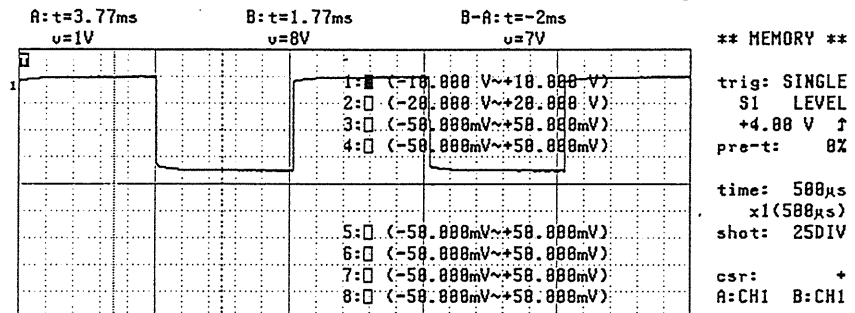 A:t=3.77ms B:t=1.77ms B-A:t=-2ms
υ=1V υ=8V υ=7V
** MEMORY **
1
1: (-10.000 V~+10.000 V)
2: (-20.000 V~+20.000 V)
3: (-50.000mV~+50.000mV)
4: (-50.000mV~+50.000mV)
5: (-50.000mV~+50.000mV)
6: (-50.000mV~+50.000mV)
7: (-50.000mV~+50.000mV)
8: (-50.000mV~+50.000mV)
trig: SINGLE
S1 LEVEL
+4.00 V ↑
pre-t: 0%
time: 500µs
x1(500µs)
shot: 25DIV
csr: +
A:CH1 B:CH1